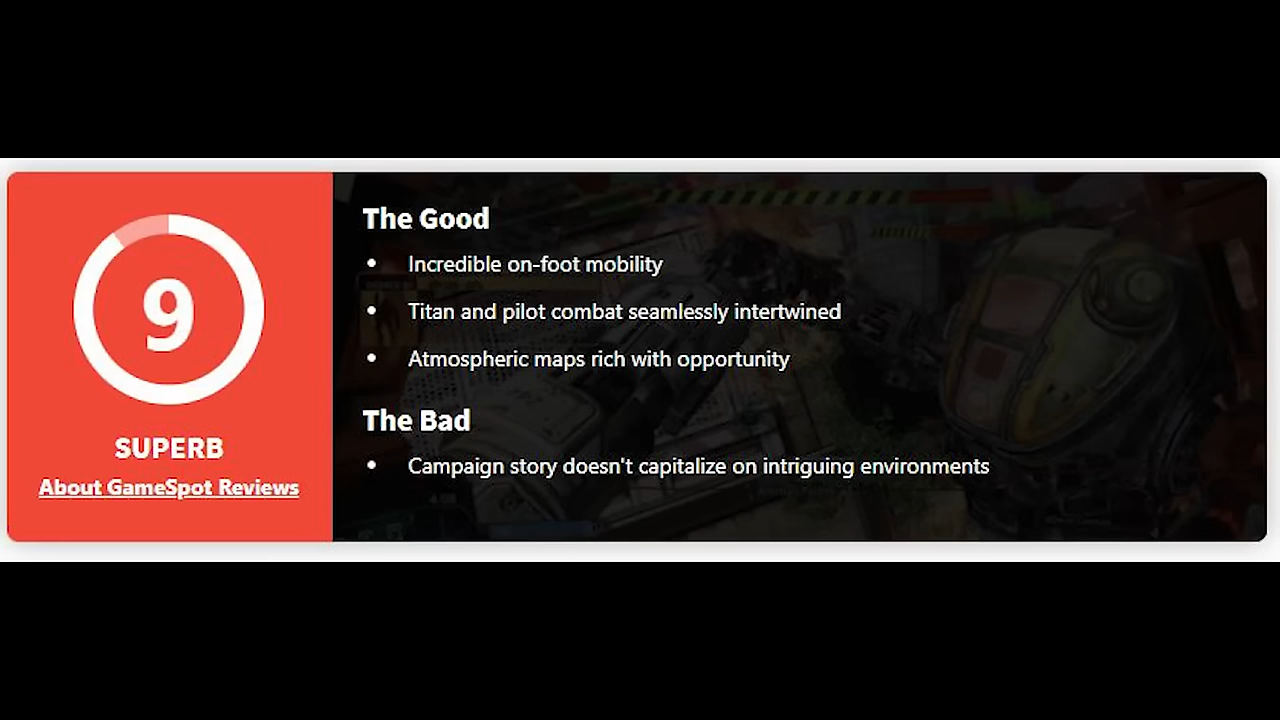 9
SUPERB
About GameSpot Reviews
The Good
• Incredible on-foot mobility
• Titan and pilot combat seamlessly intertwined
• Atmospheric maps rich with opportunity
The Bad
• Campaign story doesn't capitalize on intriguing environments